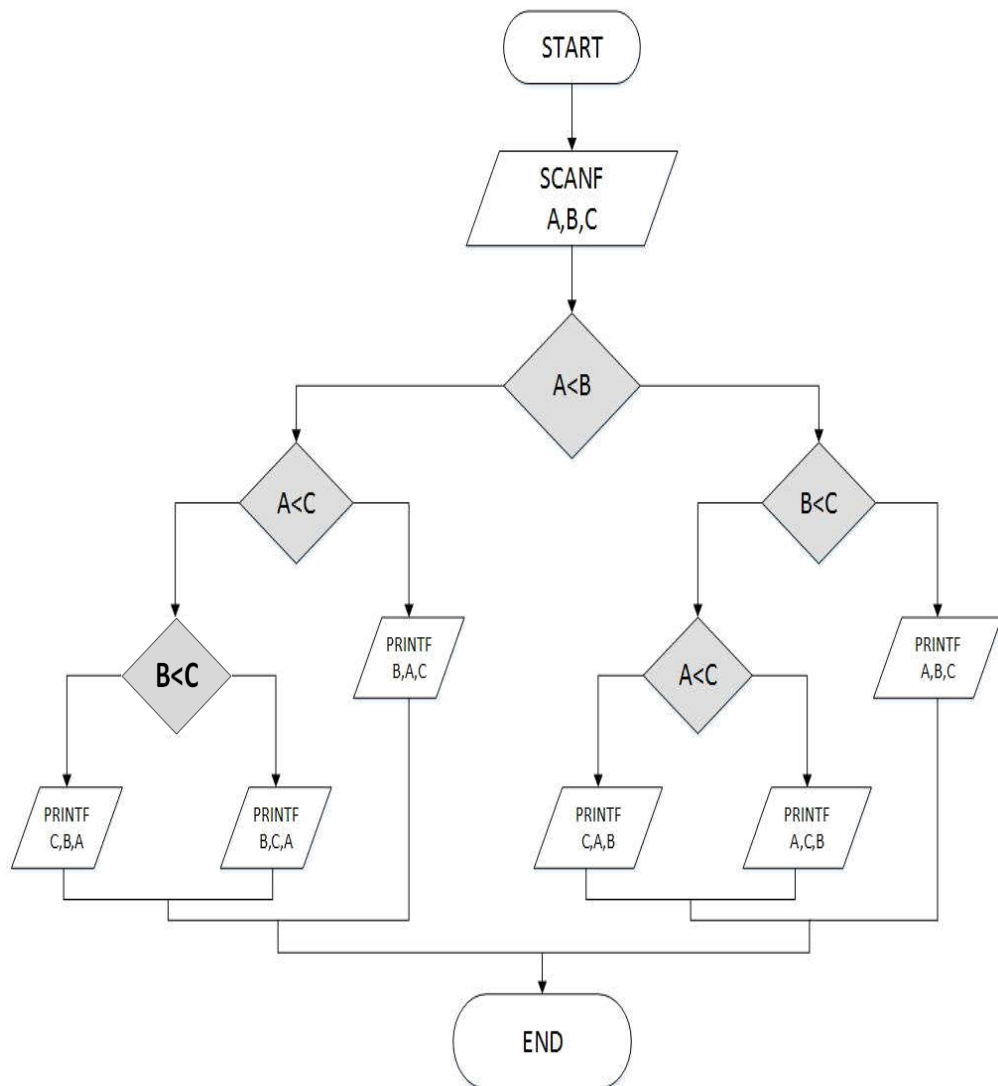 START
SCANF
A,B,C
A<B
A<C
B<C
B<C
PRINTF
B,A,C
A<C
PRINTF
A,B,C
PRINTF
C,B,A
PRINTF
B,C,A
PRINTF
C,A,B
PRINTF
A,C,B
END